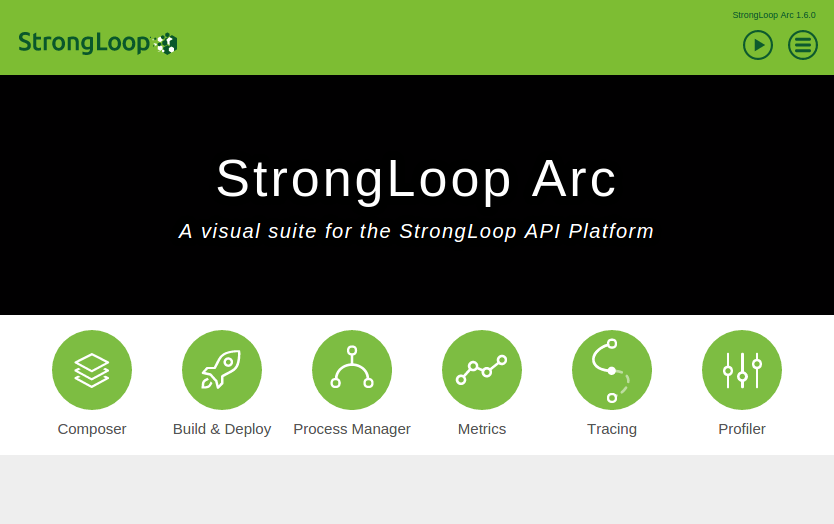 StrongLoop Arc 1.6.0
StrongLoop
StrongLoop Arc
A visual suite for the StrongLoop API Platform
Composer
Build & Deploy
Process Manager
Metrics
Tracing
Profiler